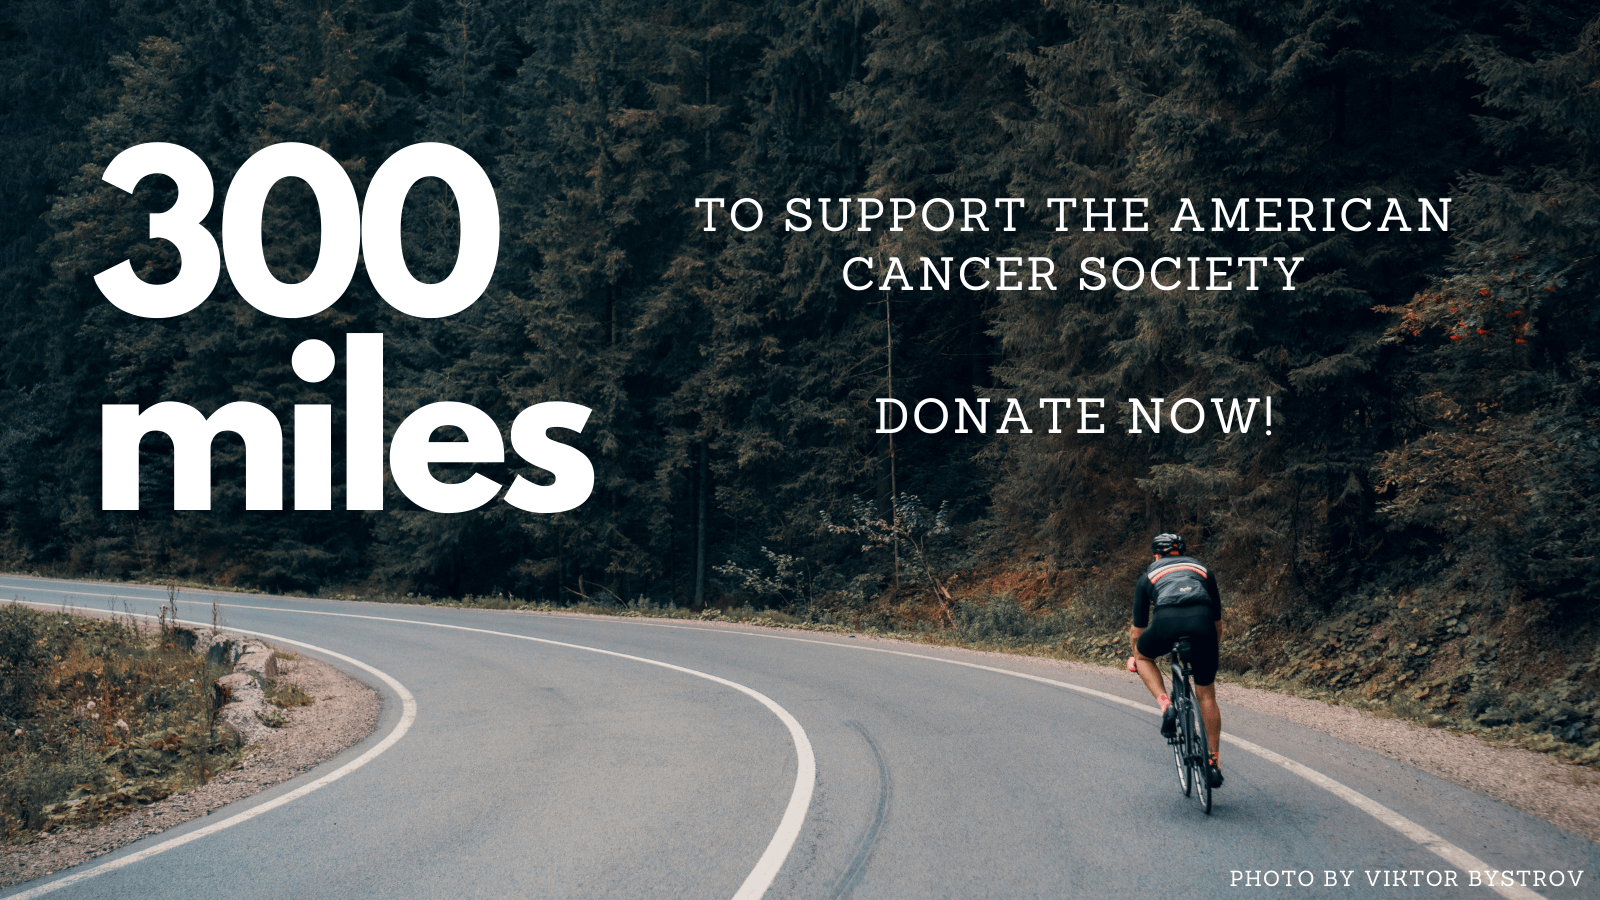 300
miles
TO SUPPORT THE AMERICAN
CANCER SOCIETY
DONATE NOW!
PHOTO BY VIKTOR BYSTROV